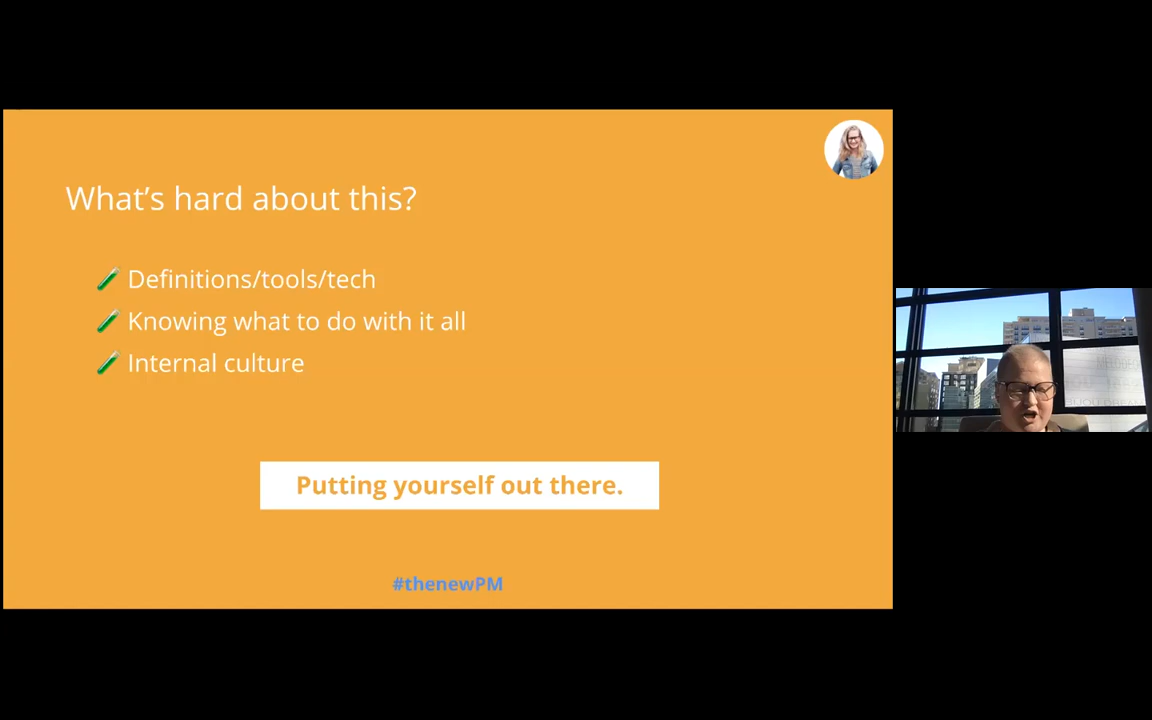 What's hard about this?
Definitions/tools/tech
Knowing what to do with it all
Internal culture
Putting yourself out there.
#thenewPM